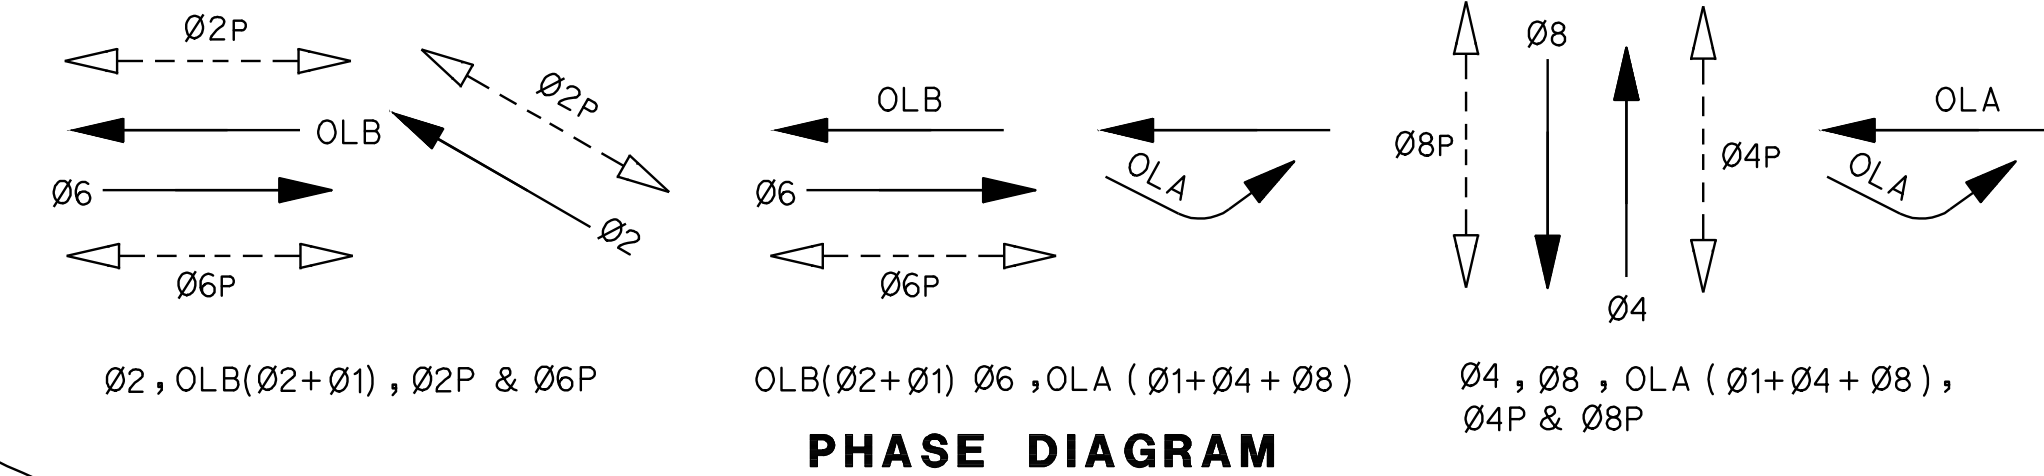 Ø2P
OLB
Ø6
Ø6P
Ø2P
Ø2
Ø2 , OLB(Ø2+Ø1) , Ø2P & Ø6P
OLB
Ø6
Ø6P
OLA
OLB(Ø2+Ø1) Ø6 , OLA (Ø1+Ø4+Ø8)
Ø8P
Ø8
Ø4
Ø4P
OLA
OLA
Ø4 , Ø8 , OLA (Ø1+Ø4+Ø8) ,
Ø4P & Ø8P
PHASE DIAGRAM